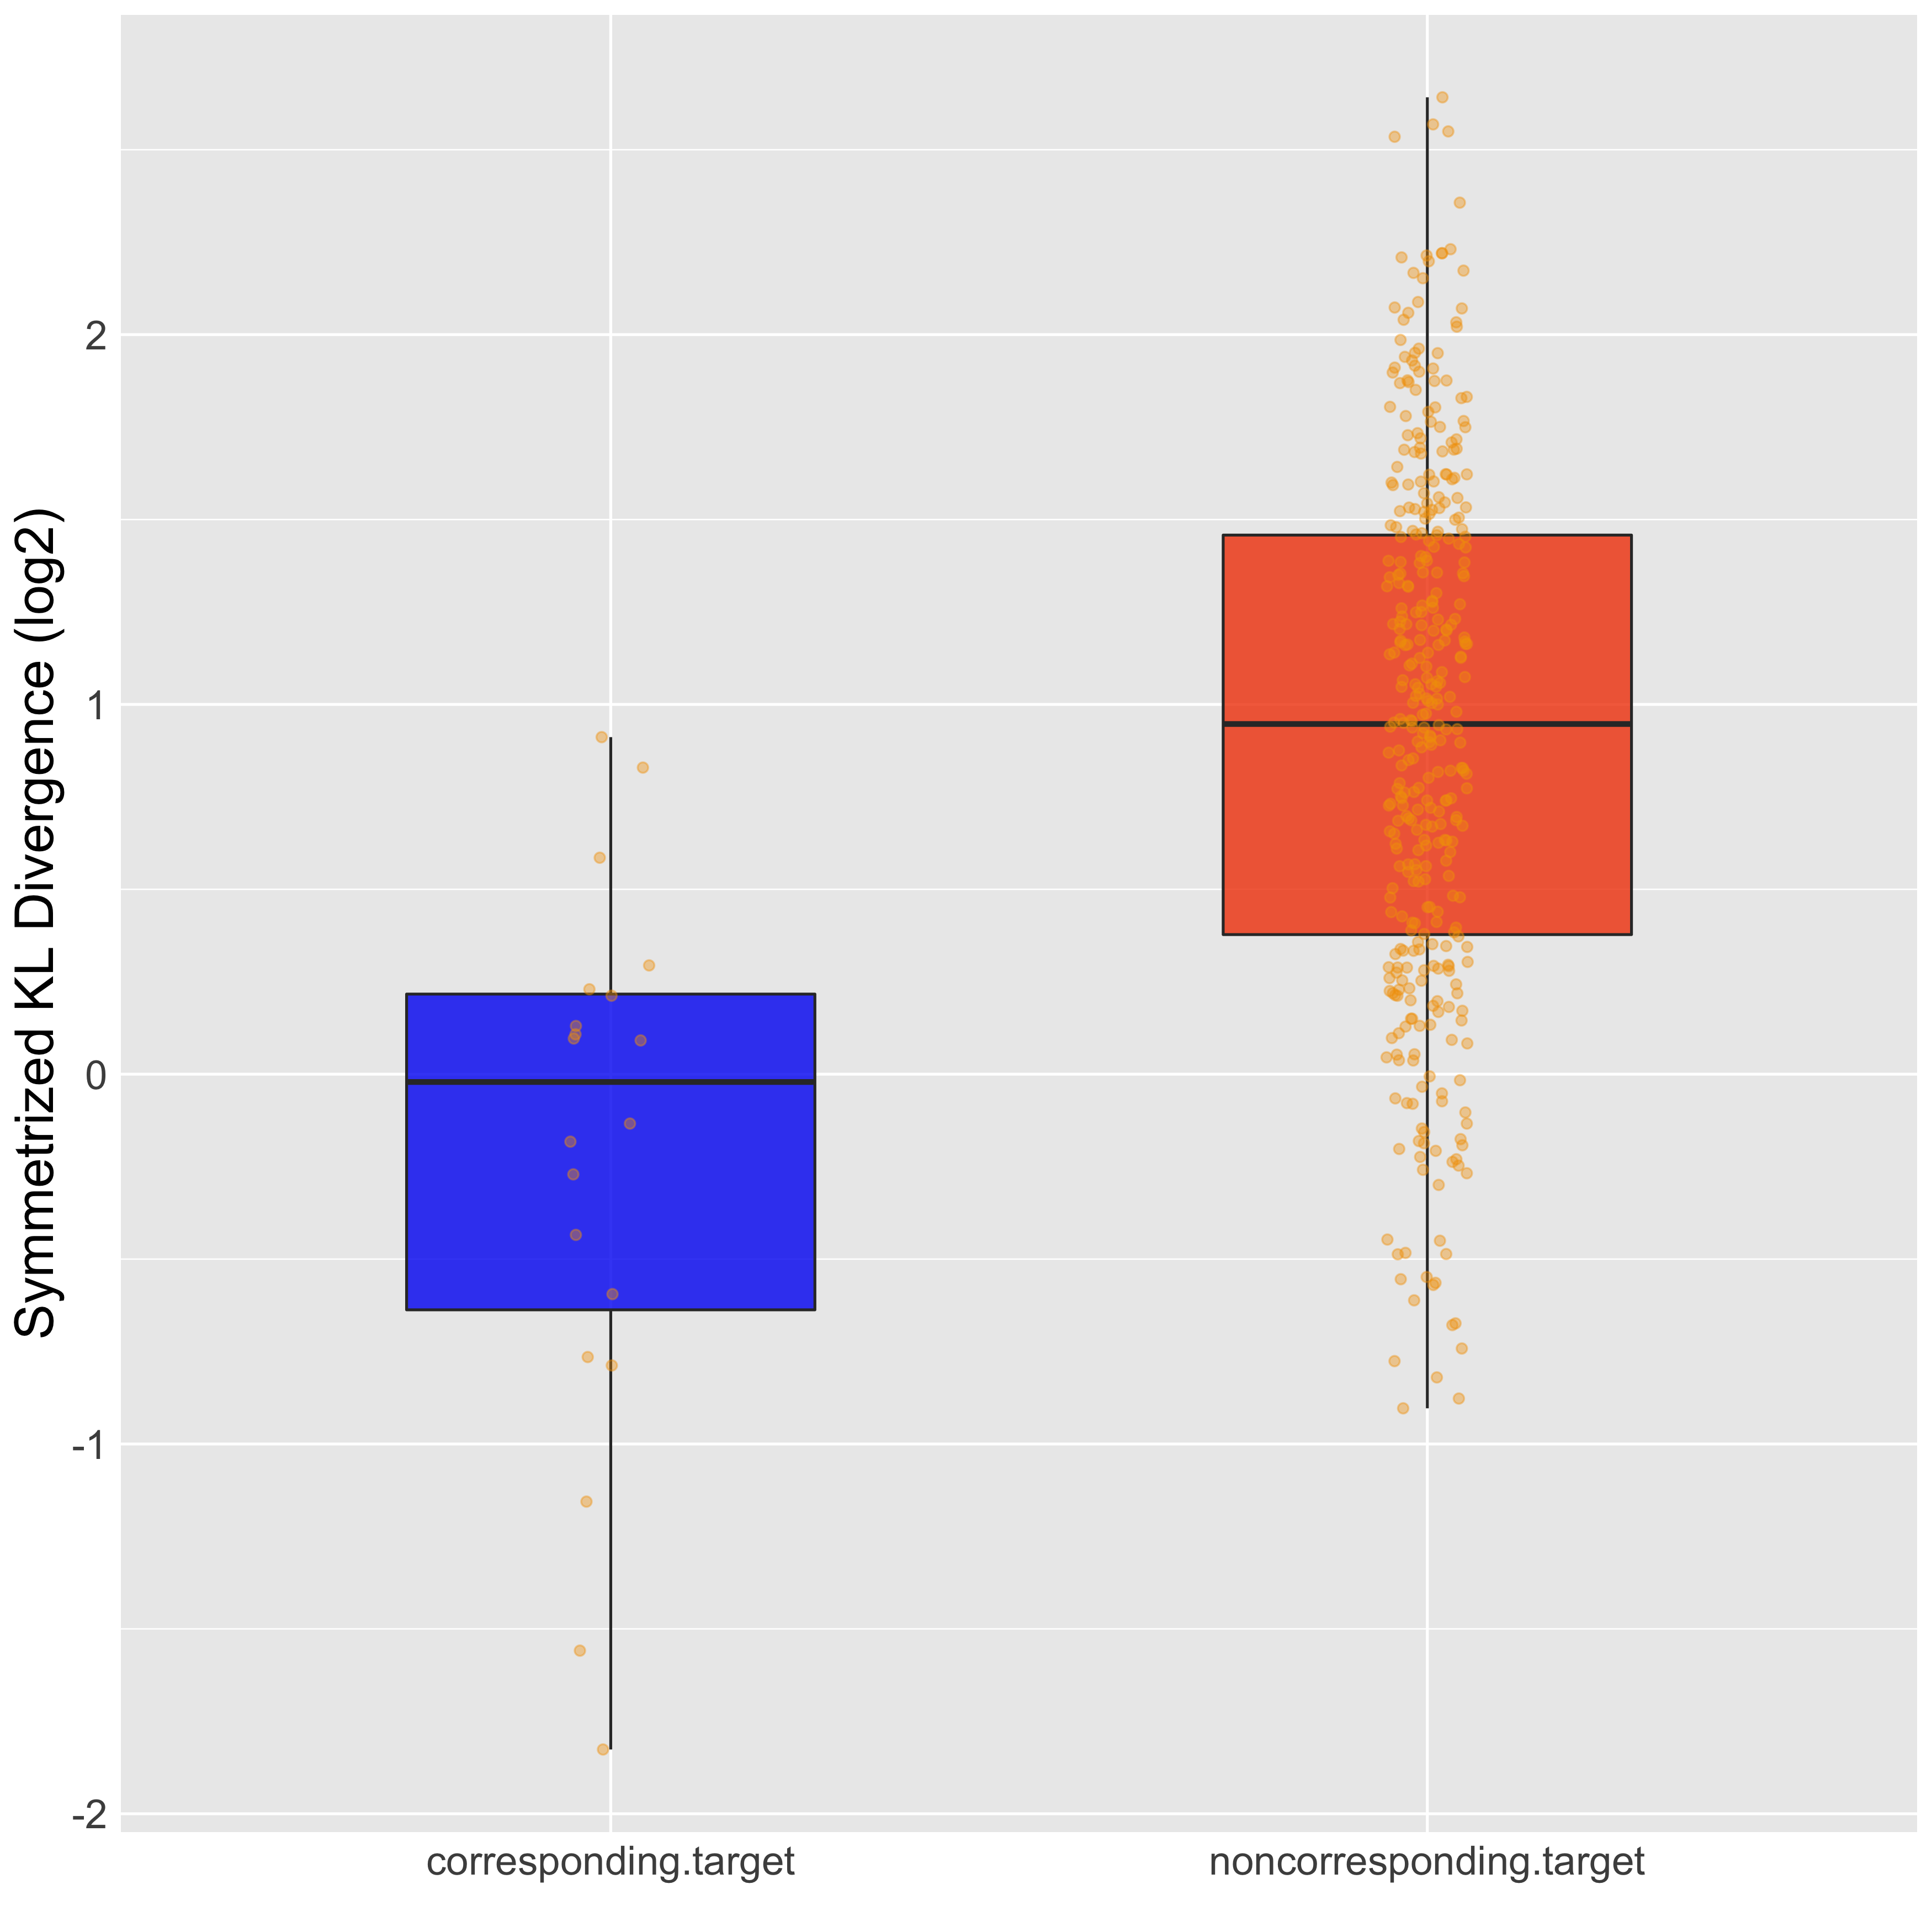 Symmetrized KL Divergence (log2)
2
1
0
-1
-2
corresponding.target
noncorresponding.target